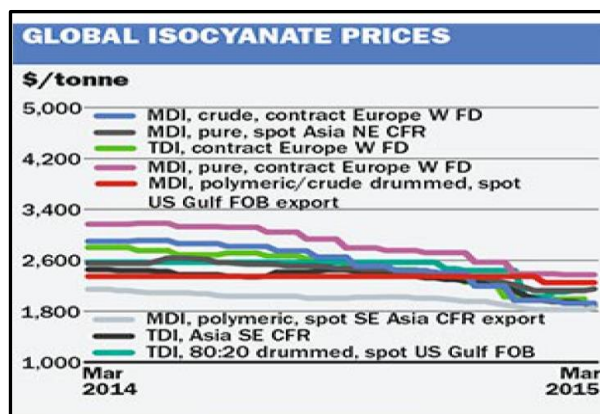 GLOBAL ISOCYANATE PRICES
$/tonne
5,000
MDI, crude, contract Europe W FD
MDI, pure, spot Asia NE CFR
TDI, contract Europe W FD
4,200
MDI, pure, contract Europe W FD
MDI, polymeric/crude drummed, spot
US Gulf FOB export
3,400
2,600
1,800
MDI, polymeric, spot SE Asia CFR export
TDI, Asia SE CFR
TDI, 80:20 drummed, spot US Gulf FOB
1,000
Mar Mar
2014 2015